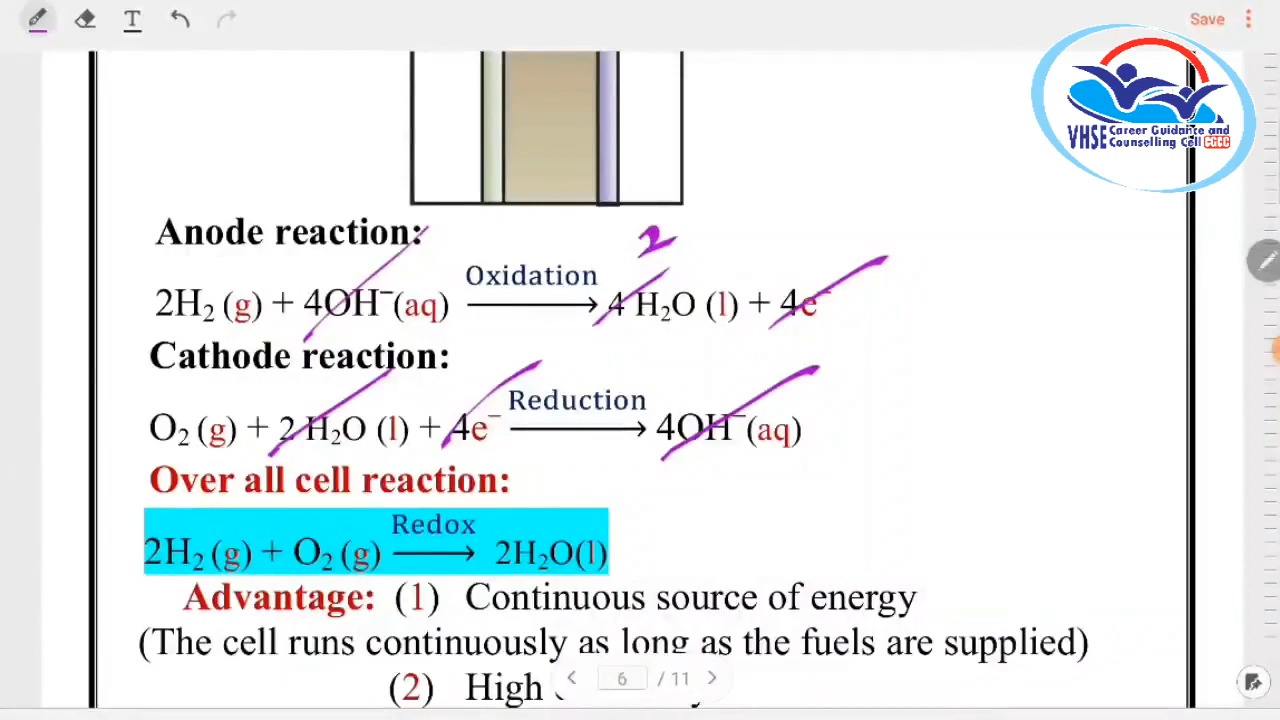 T
Save
VHSE Career Guidance and
Counselling Cell CGCC
Anode reaction:
2
2H₂ (g) + 4OH⁻(aq) Oxidation⟶ 4 H₂O (l) + 4e⁻
Cathode reaction:
O₂ (g) + 2 H₂O (l) + 4e⁻ Reduction⟶ 4OH⁻(aq)
Over all cell reaction:
2H₂ (g) + O₂ (g) Redox⟶ 2H₂O(l)
Advantage: (1) Continuous source of energy
(The cell runs continuously as long as the fuels are supplied)
(2) High
< 6 / 11 >